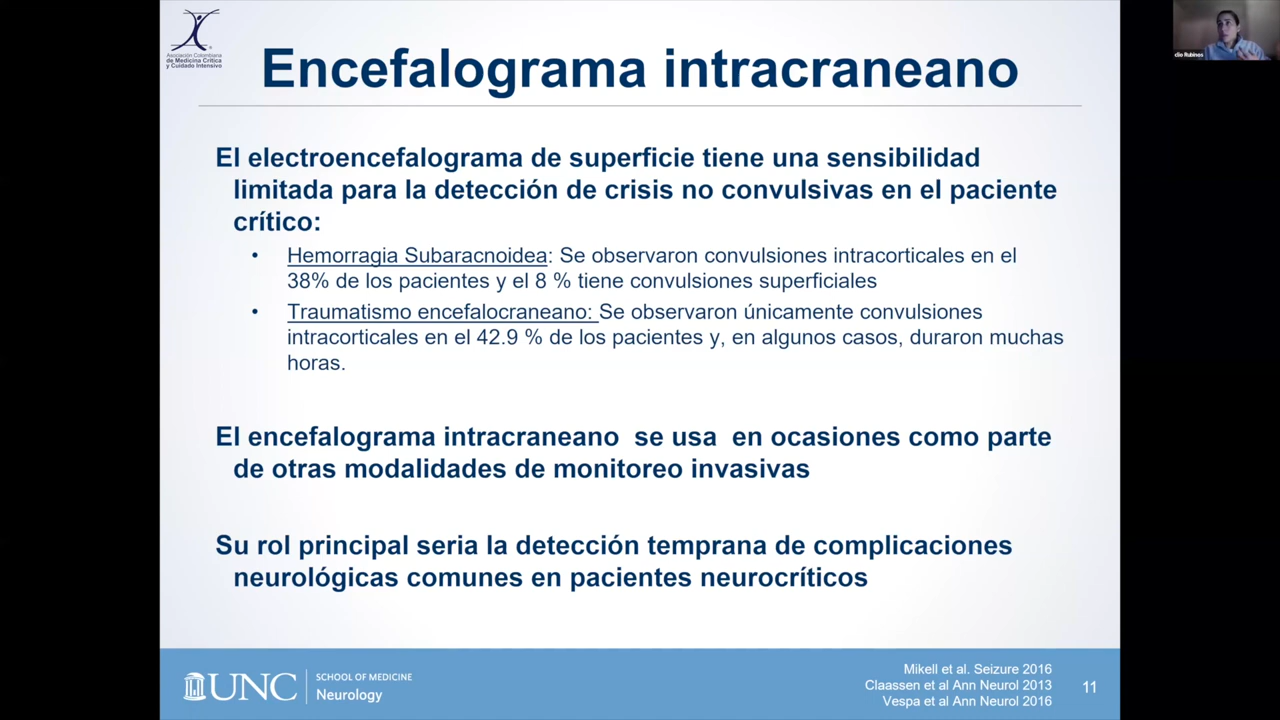 Asociación Colombiana
de Medicina Crítica
y Cuidado Intensivo
Encefalograma intracraneano
El electroencefalograma de superficie tiene una sensibilidad
limitada para la detección de crisis no convulsivas en el paciente
crítico:
• Hemorragia Subaracnoidea: Se observaron convulsiones intracorticales en el
38% de los pacientes y el 8 % tiene convulsiones superficiales
• Traumatismo encefalocraneano: Se observaron únicamente convulsiones
intracorticales en el 42.9 % de los pacientes y, en algunos casos, duraron muchas
horas.
El encefalograma intracraneano se usa en ocasiones como parte
de otras modalidades de monitoreo invasivas
Su rol principal seria la detección temprana de complicaciones
neurológicas comunes en pacientes neurocríticos
UNC
SCHOOL OF MEDICINE
Neurology
Mikell et al. Seizure 2016
Claassen et al Ann Neurol 2013
Vespa et al Ann Neurol 2016
11
clio Rubinos